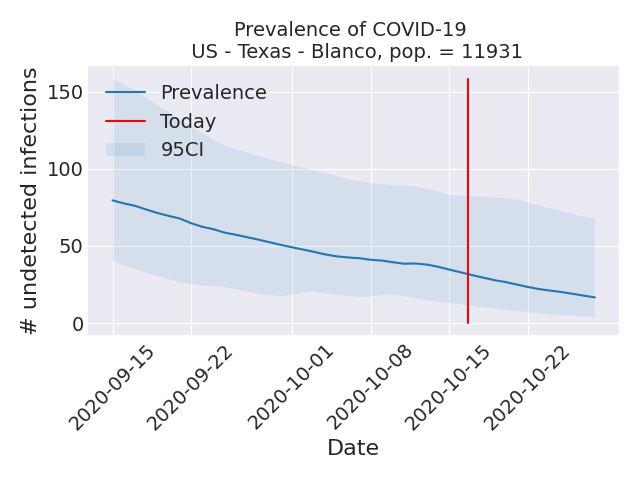 Prevalence of COVID-19
US - Texas - Blanco, pop. = 11931
# undetected infections
150
100
50
0
Prevalence
Today
95CI
2020-09-15
2020-09-22
2020-10-01
2020-10-08
2020-10-15
2020-10-22
Date